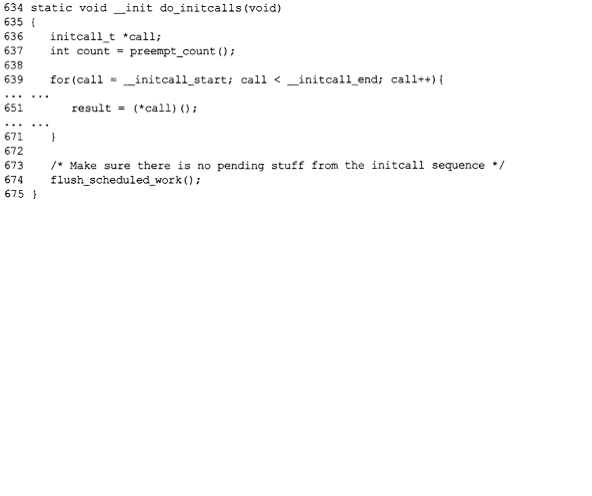 634 static void __init do_initcalls(void)
635 {
636    initcall_t *call;
637    int count = preempt_count();
638
639    for(call = __initcall_start; call < __initcall_end; call++){
... ...
651       result = (*call)();
... ...
671    }
672
673    /* Make sure there is no pending stuff from the initcall sequence */
674    flush_scheduled_work();
675 }